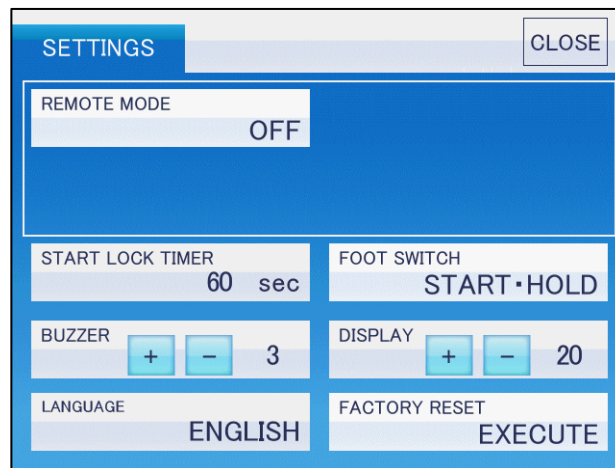 SETTINGS
CLOSE
REMOTE MODE
OFF
START LOCK TIMER
60 sec
FOOT SWITCH
START・HOLD
BUZZER
+ − 3
DISPLAY
+ − 20
LANGUAGE
ENGLISH
FACTORY RESET
EXECUTE